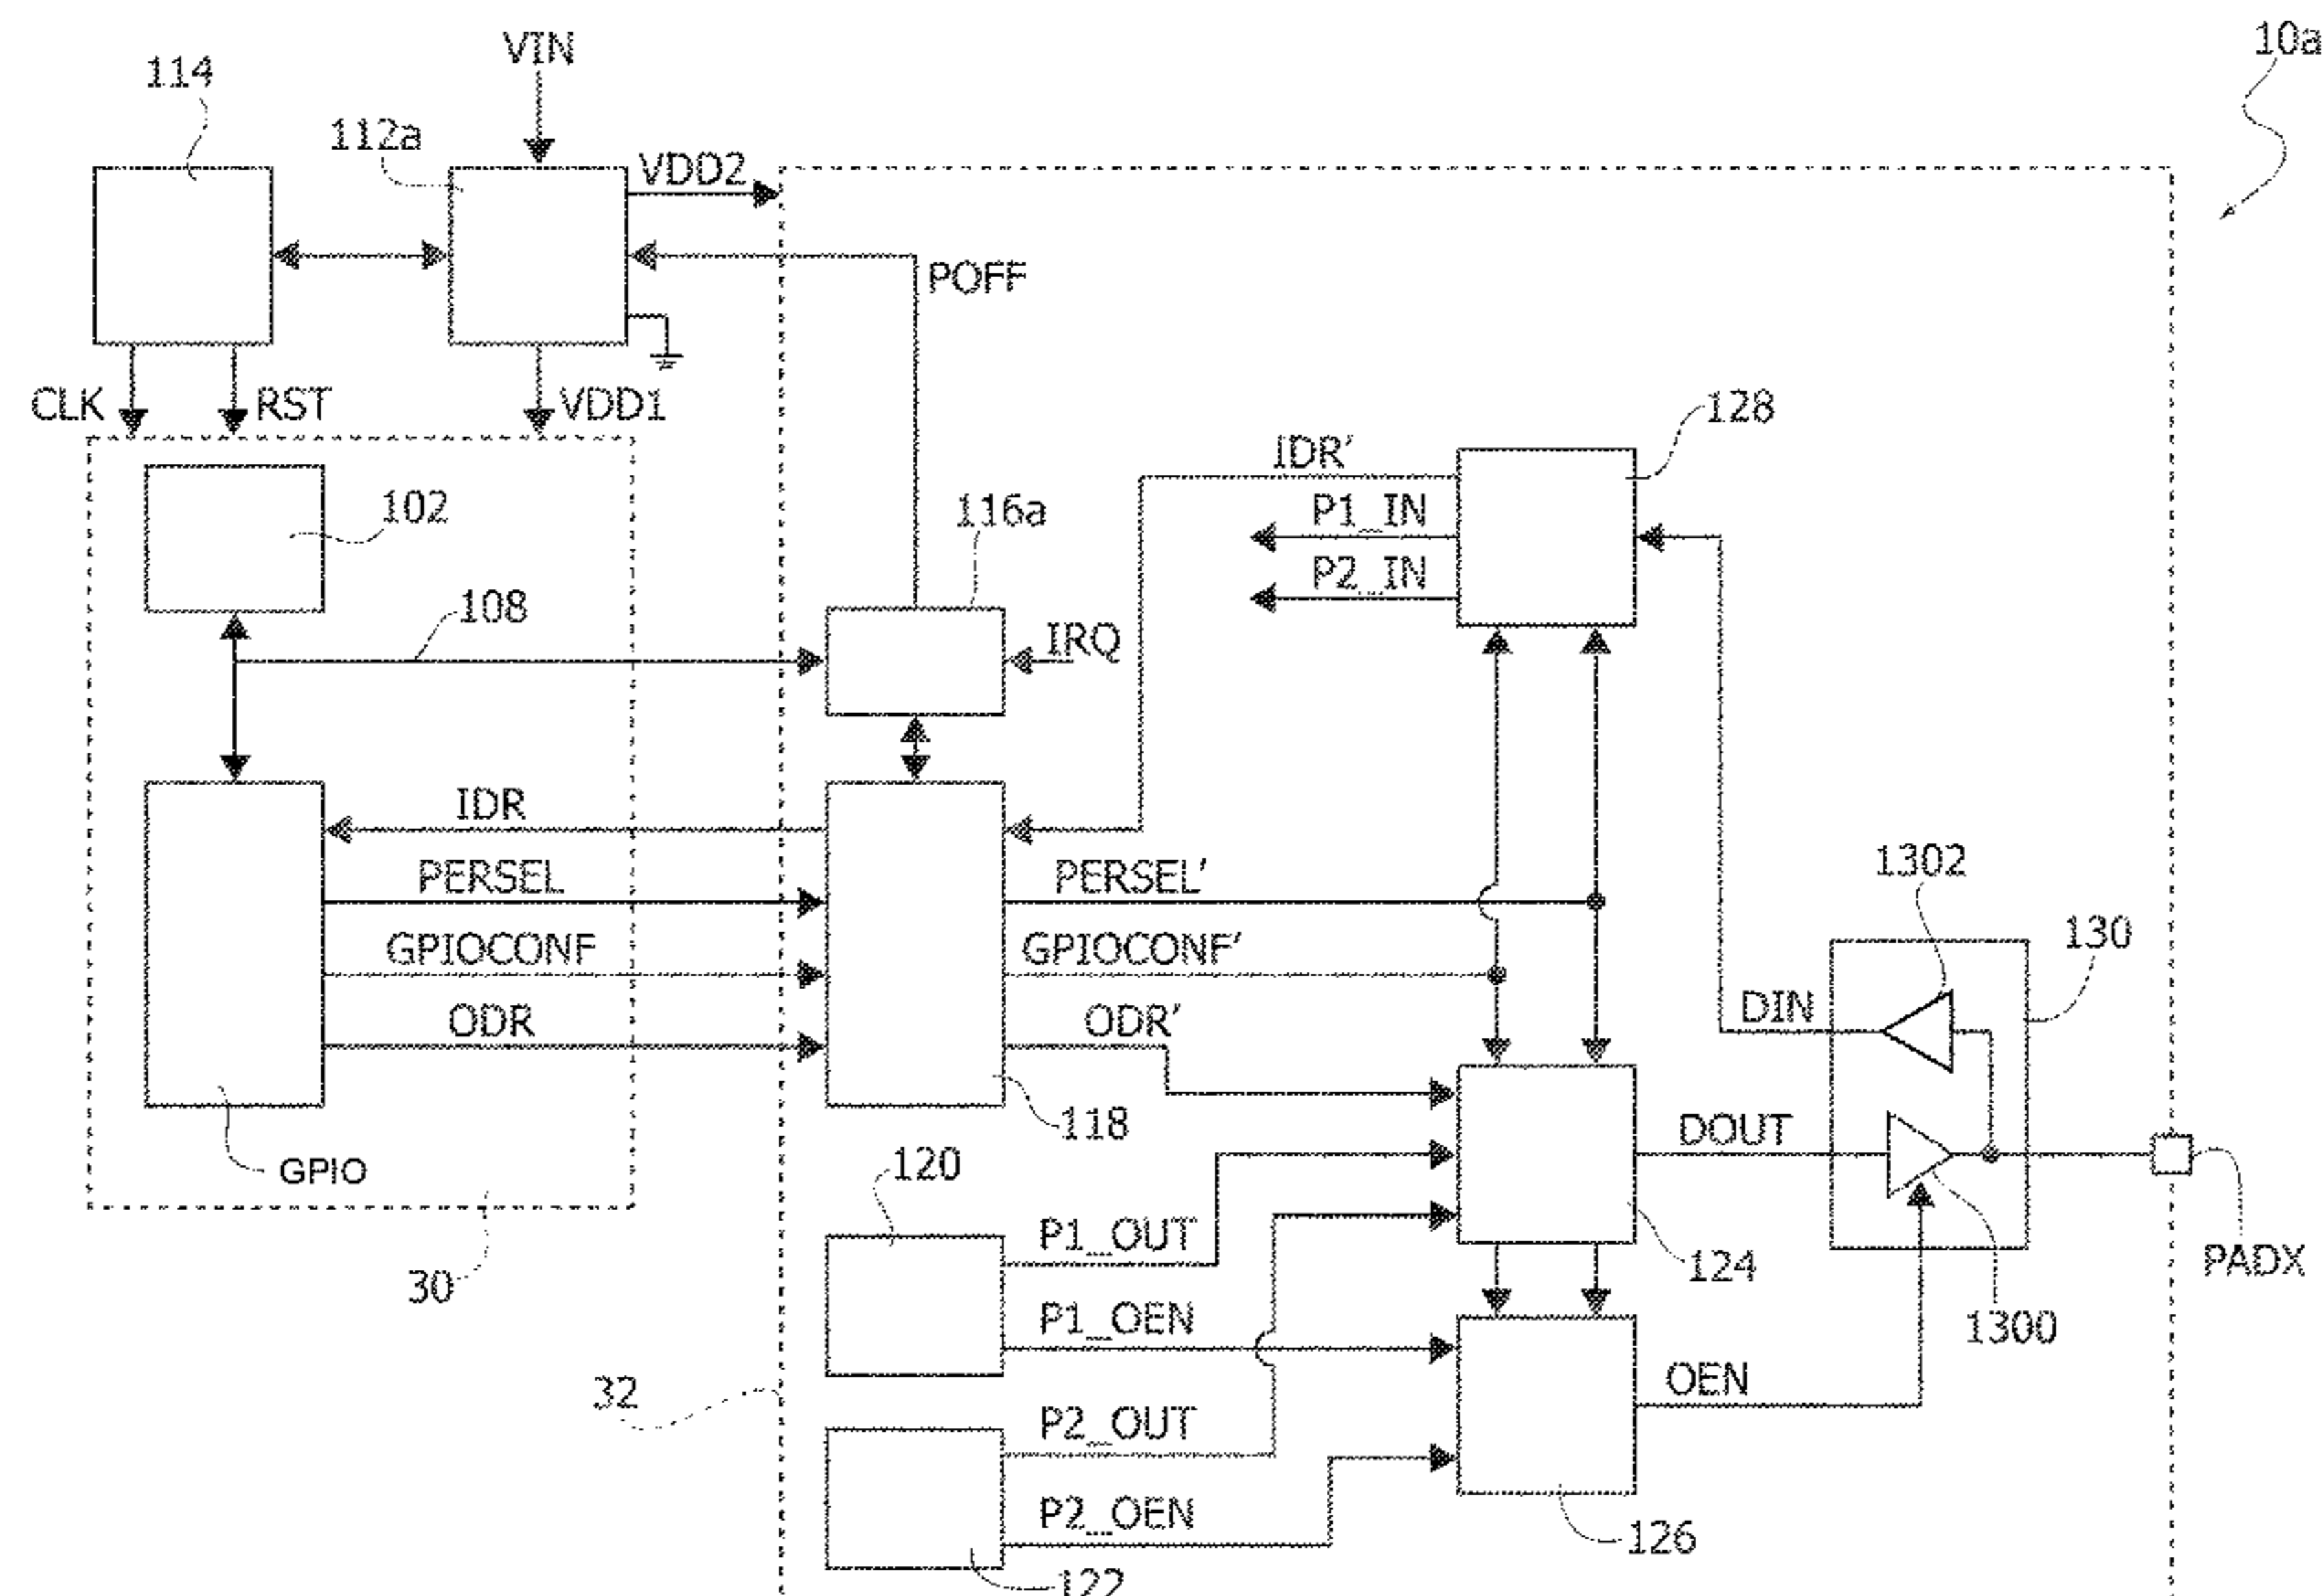 10a
VIN
114
112a
VDD2
POFF
CLK
RST
VDD1
128
IDR'
P1_IN
P2_IN
102
116a
108
IRQ
IDR
PERSEL
PERSEL'
GPIOCONF
GPIOCONF'
ODR
ODR'
1302
130
DIN
118
DOUT
GPIO
120
30
P1_OUT
124
PADX
P1_OEN
1300
32
OEN
P2_OUT
P2_OEN
126
122